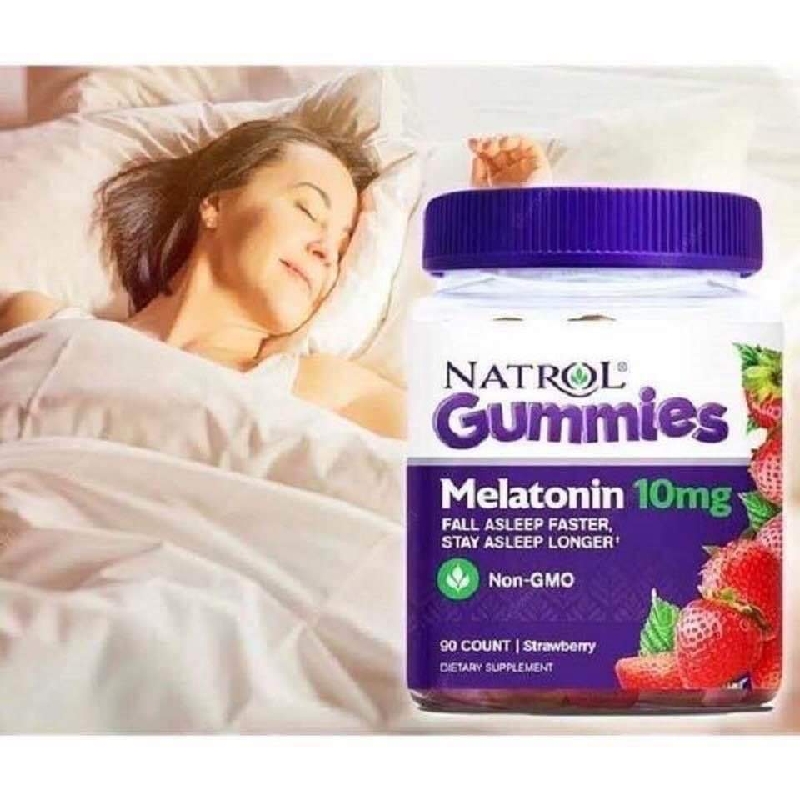 NATROL®
Gummies
Melatonin 10mg
FALL ASLEEP FASTER,
STAY ASLEEP LONGER†
Non-GMO
90 COUNT | Strawberry
DIETARY SUPPLEMENT